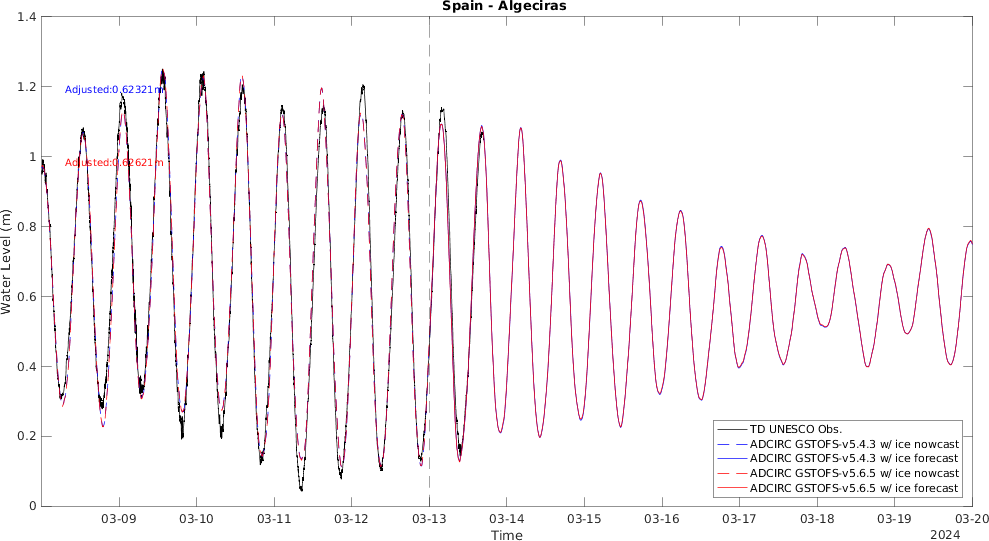 Spain - Algeciras
1.4
1.2
1
0.8
0.6
0.4
0.2
0
Water Level (m)
Adjusted:0.62321m
Adjusted:0.62621m
TD UNESCO Obs.
ADCIRC GSTOFS-v5.4.3 w/ ice nowcast
ADCIRC GSTOFS-v5.4.3 w/ ice forecast
ADCIRC GSTOFS-v5.6.5 w/ ice nowcast
ADCIRC GSTOFS-v5.6.5 w/ ice forecast
03-09 03-10 03-11 03-12 03-13 03-14 03-15 03-16 03-17 03-18 03-19 03-20
Time
2024